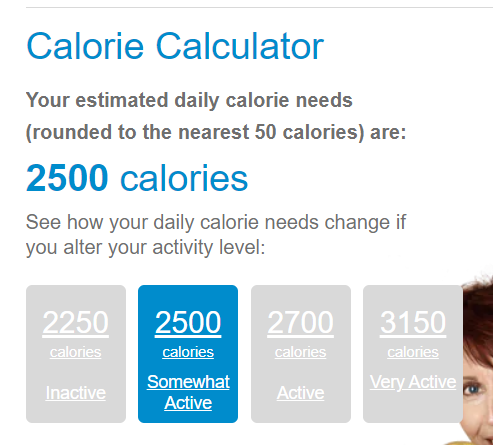 Calorie Calculator
Your estimated daily calorie needs
(rounded to the nearest 50 calories) are:
2500 calories
See how your daily calorie needs change if
you alter your activity level:
2250
calories
Inactive
2500
calories
Somewhat
Active
2700
calories
Active
3150
calories
Very Active